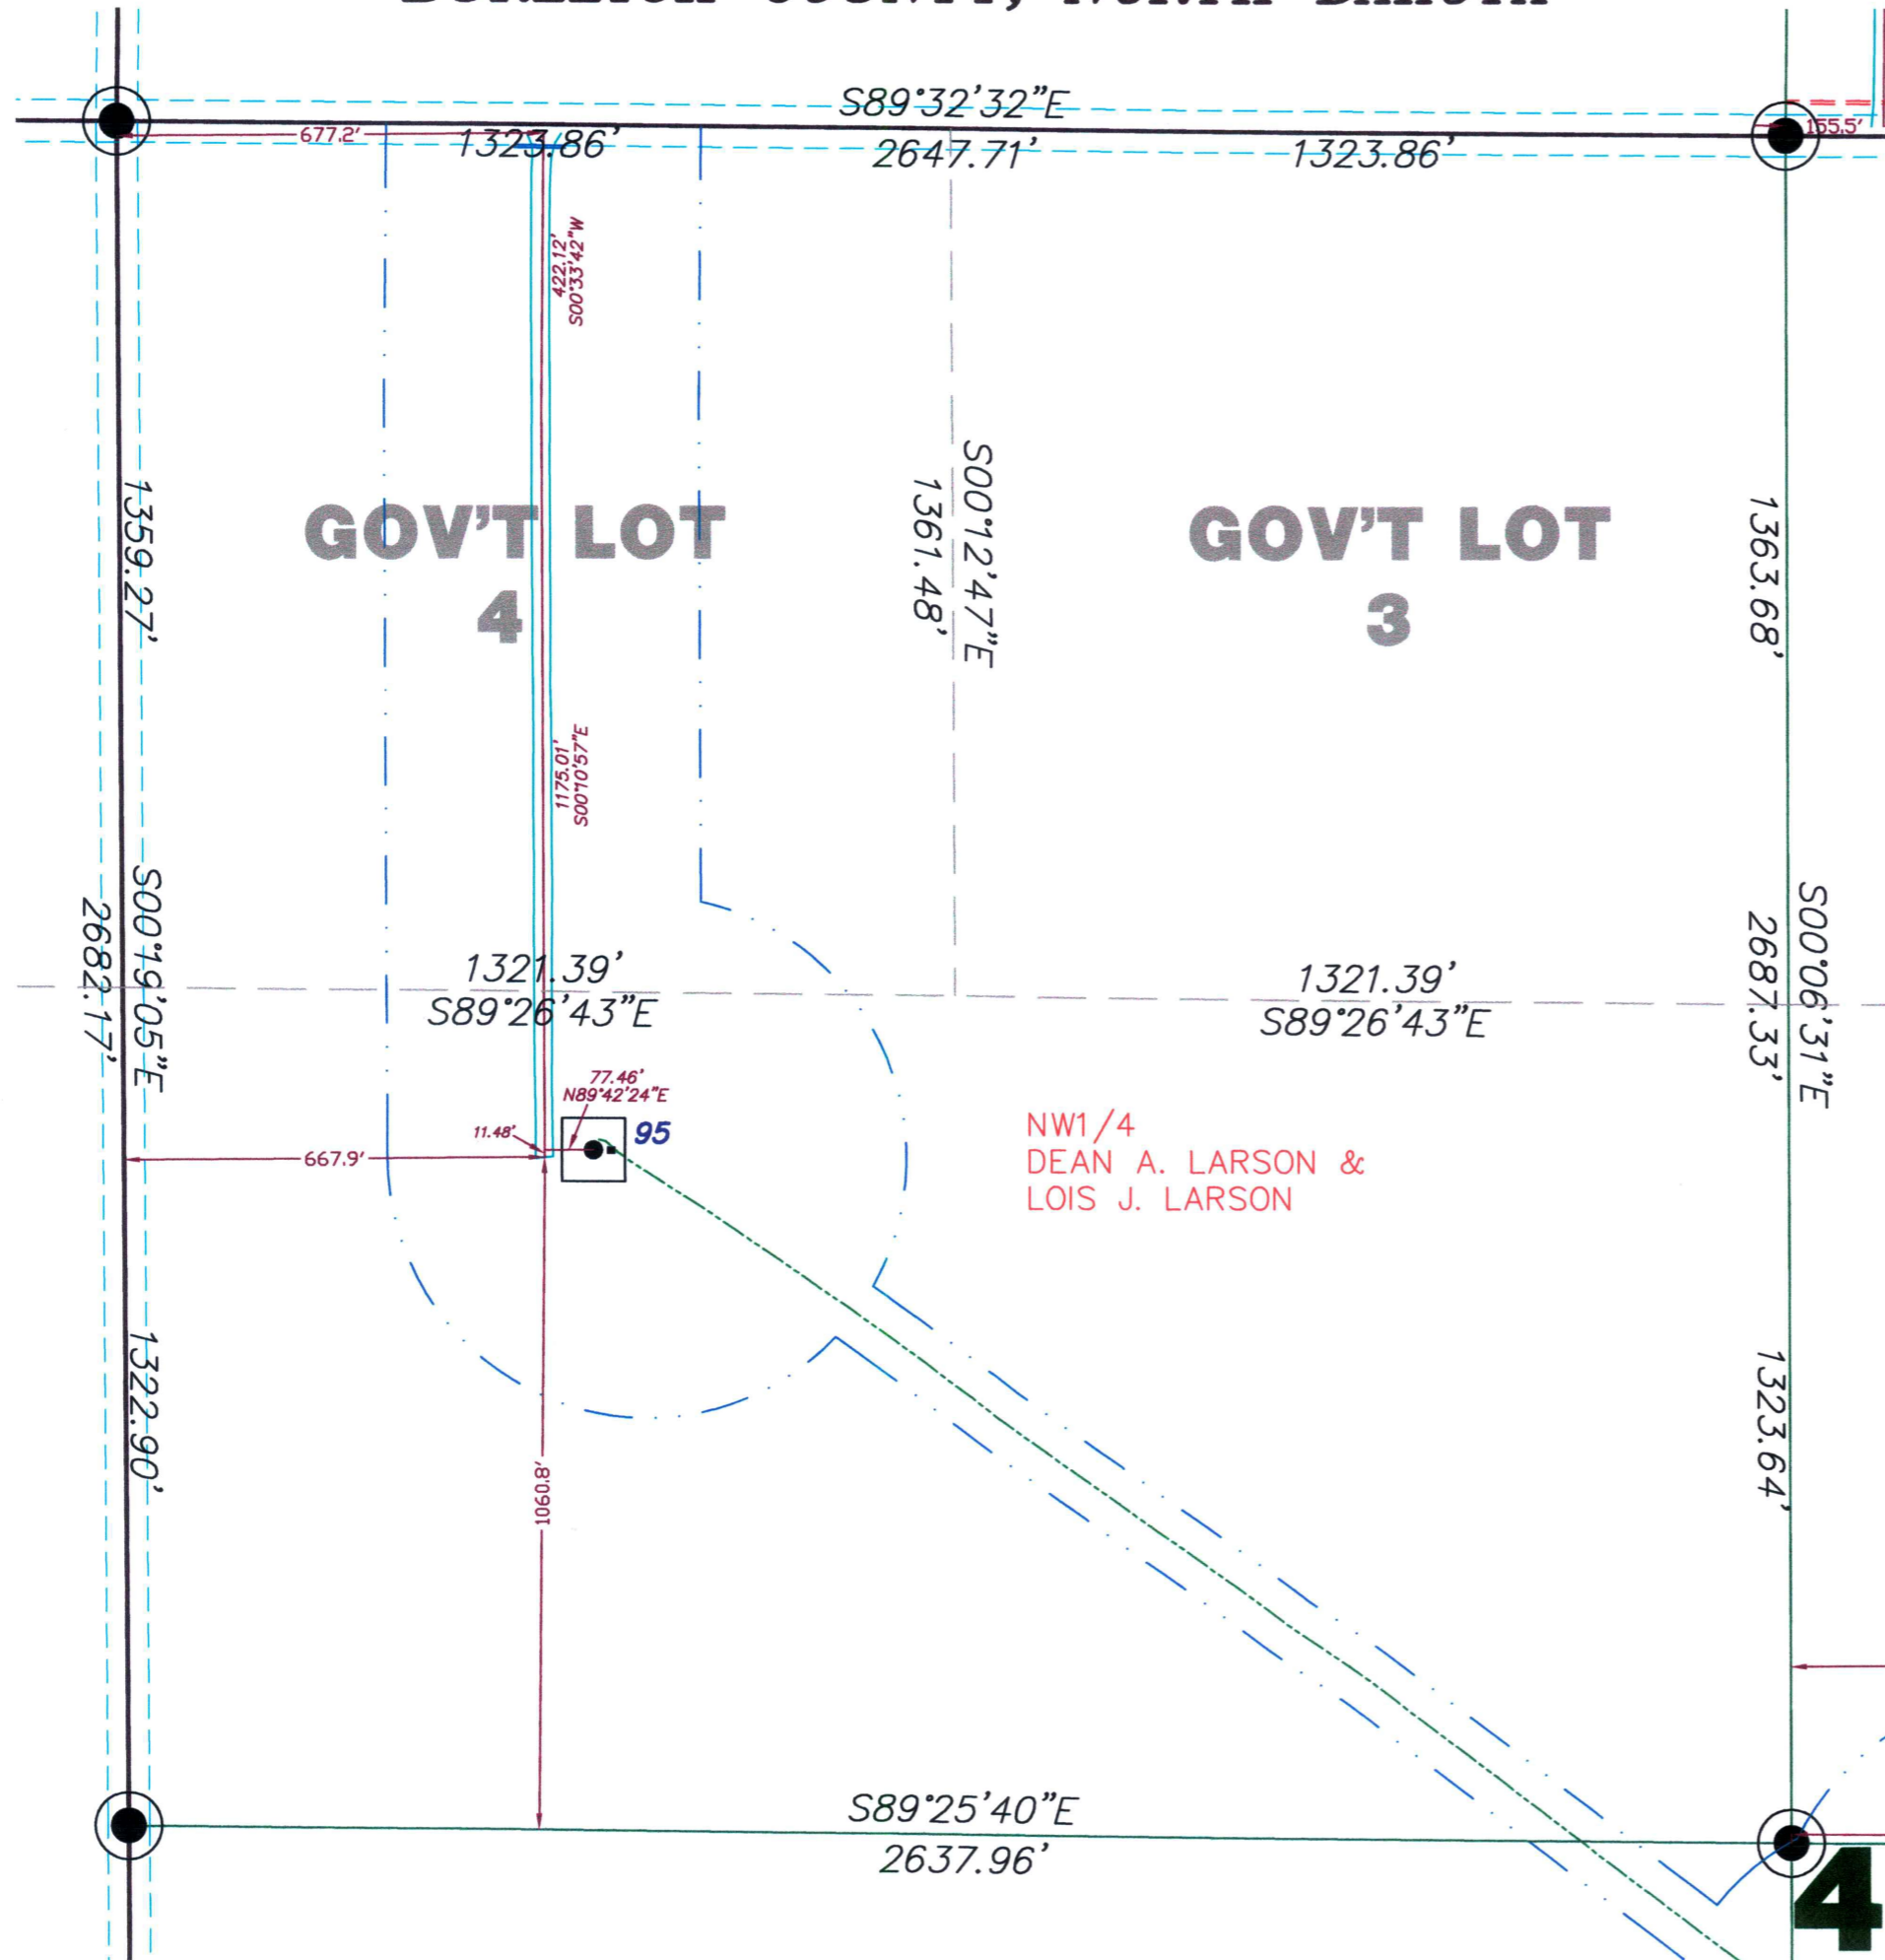 BURLEIGH COUNTY, NORTH DAKOTA
S89°32'32"E
677.2'
1323.86'
2647.71'
1323.86'
155.5'
422.12'
S00°33'42"W
GOV'T LOT
4
GOV'T LOT
3
1359.27'
S00°12'47"E
1361.48'
1363.68'
1175.01'
S00°10'57"E
S00°19'05"E
2682.17'
1321.39'
S89°26'43"E
1321.39'
S89°26'43"E
S00°06'31"E
2687.33'
77.46'
N89°42'24"E
11.48'
95
667.9'
NW1/4
DEAN A. LARSON &
LOIS J. LARSON
1322.90'
1060.8'
1323.64'
S89°25'40"E
2637.96'
4